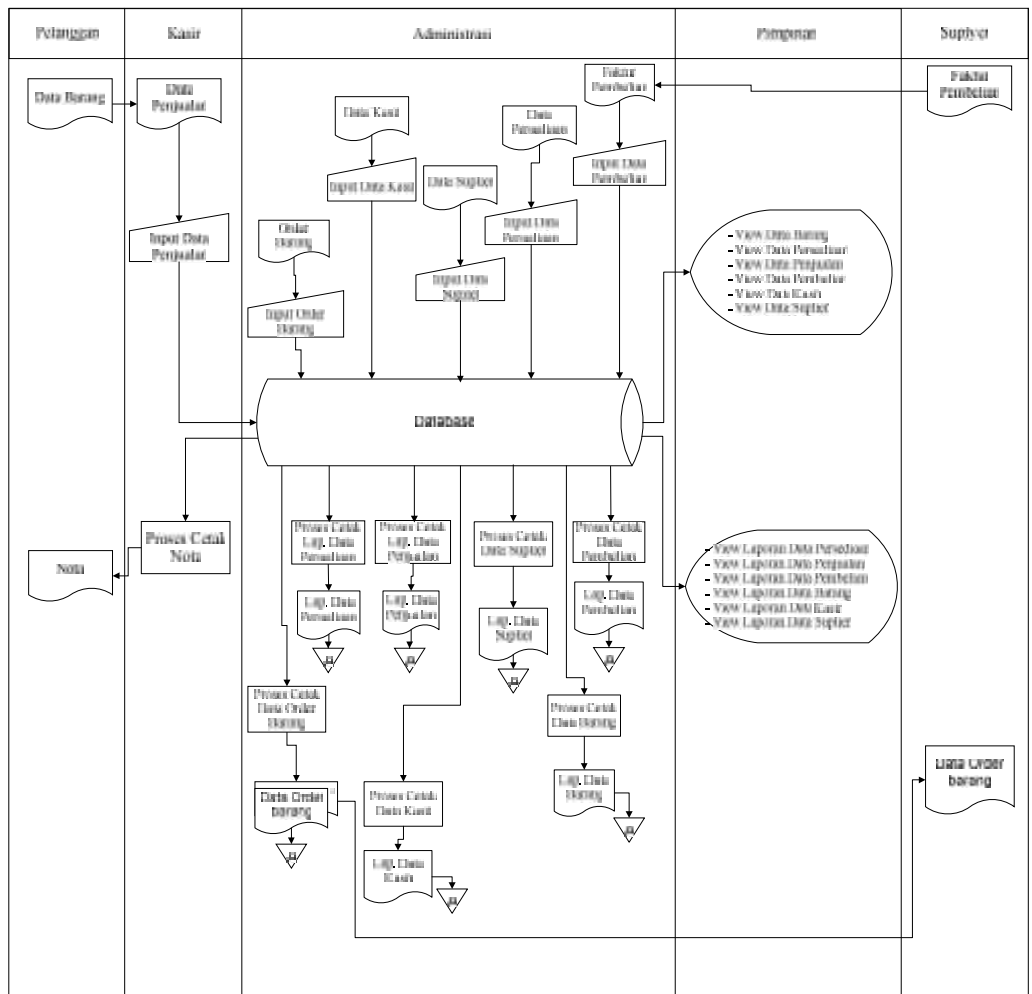 Pelanggan
Kasir
Administrasi
Pimpinan
Suplyer
Data Barang
Data
Penjualan
Input Data
Penjualan
Data Kasir
Input Data Kasir
Order
Barang
Input Order
Barang
Data Suplier
Input Data
Suplier
Data
Persediaan
Input Data
Persediaan
Faktur
Pembelian
Input Data
Pembelian
Faktur
Pembelian
- View Data Barang
- View Data Persediaan
- View Data Penjualan
- View Data Pembelian
- View Data Kasir
- View Data Suplier
Database
Proses Cetak
Nota
Nota
Proses Cetak
Lap. Data
Persediaan
Proses Cetak
Lap. Data
Penjualan
Proses Cetak
Data Suplier
Proses Cetak
Data
Pembelian
- View Laporan Data Persediaan
- View Laporan Data Penjualan
- View Laporan Data Pembelian
- View Laporan Data Barang
- View Laporan Data Kasir
- View Laporan Data Suplier
Lap. Data
Persediaan
Lap. Data
Penjualan
Lap. Data
Suplier
Lap. Data
Pembelian
Proses Cetak
Data Order
Barang
Proses Cetak
Data Barang
Data Order
barang
Proses Cetak
Data Kasir
Lap. Data
Barang
Data Order
barang
Lap. Data
Kasir